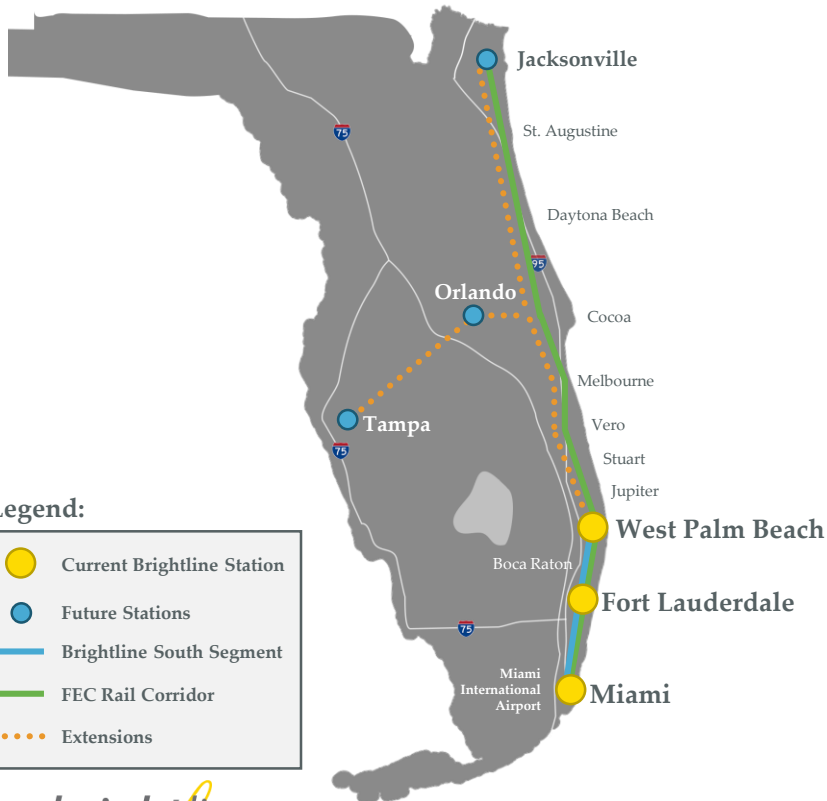 Jacksonville
St. Augustine
75
Daytona Beach
95
Orlando
Cocoa
Melbourne
Tampa
Vero
75
Stuart
Jupiter
Legend:
West Palm Beach
Current Brightline Station
Boca Raton
Fort Lauderdale
Future Stations
75
Brightline South Segment
Miami
International
Airport
Miami
FEC Rail Corridor
Extensions